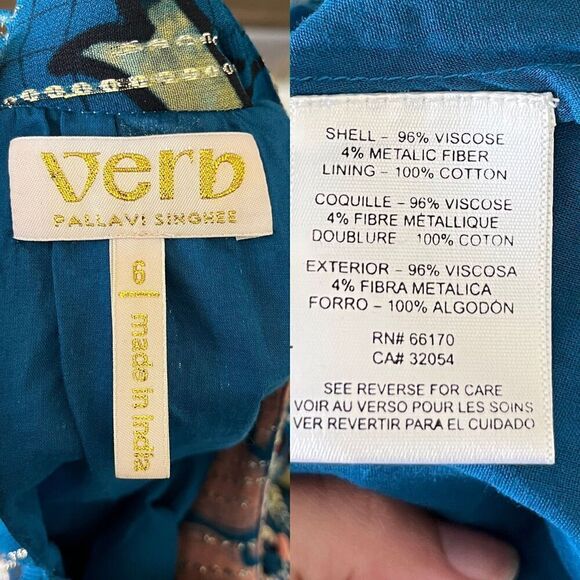 verb
PALLAVI SINGHEE
6 | made in india
SHELL - 96% VISCOSE
4% METALIC FIBER
LINING - 100% COTTON
COQUILLE - 96% VISCOSE
4% FIBRE MÉTALLIQUE
DOUBLURE - 100% COTON
EXTERIOR - 96% VISCOSA
4% FIBRA METALICA
FORRO - 100% ALGODÓN
RN# 66170
CA# 32054
SEE REVERSE FOR CARE
VOIR AU VERSO POUR LES SOINS
VER REVERTIR PARA EL CUIDADO